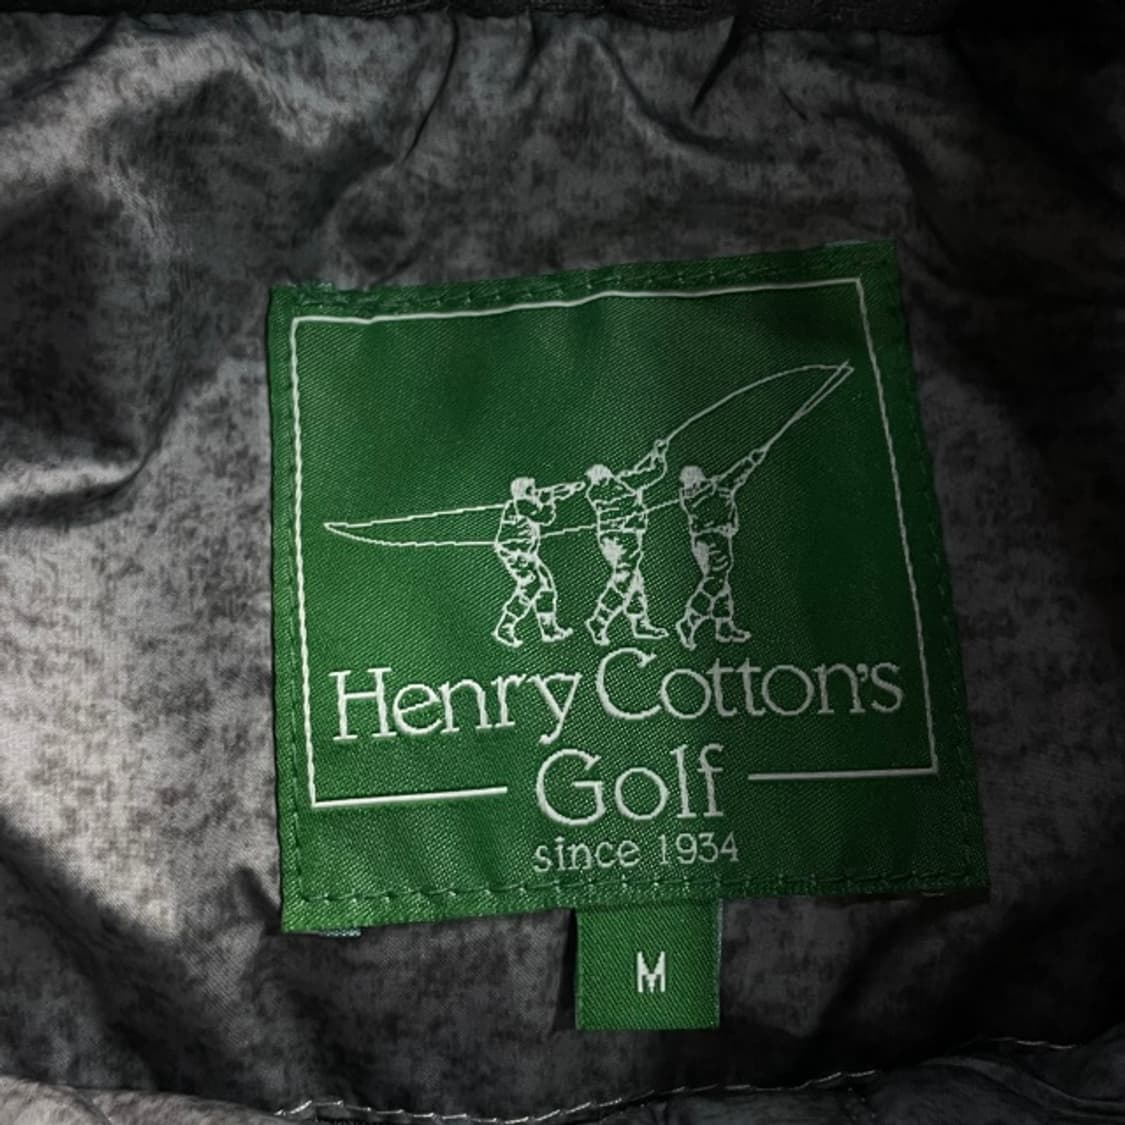 Henry Cotton's
Golf
since 1934
M